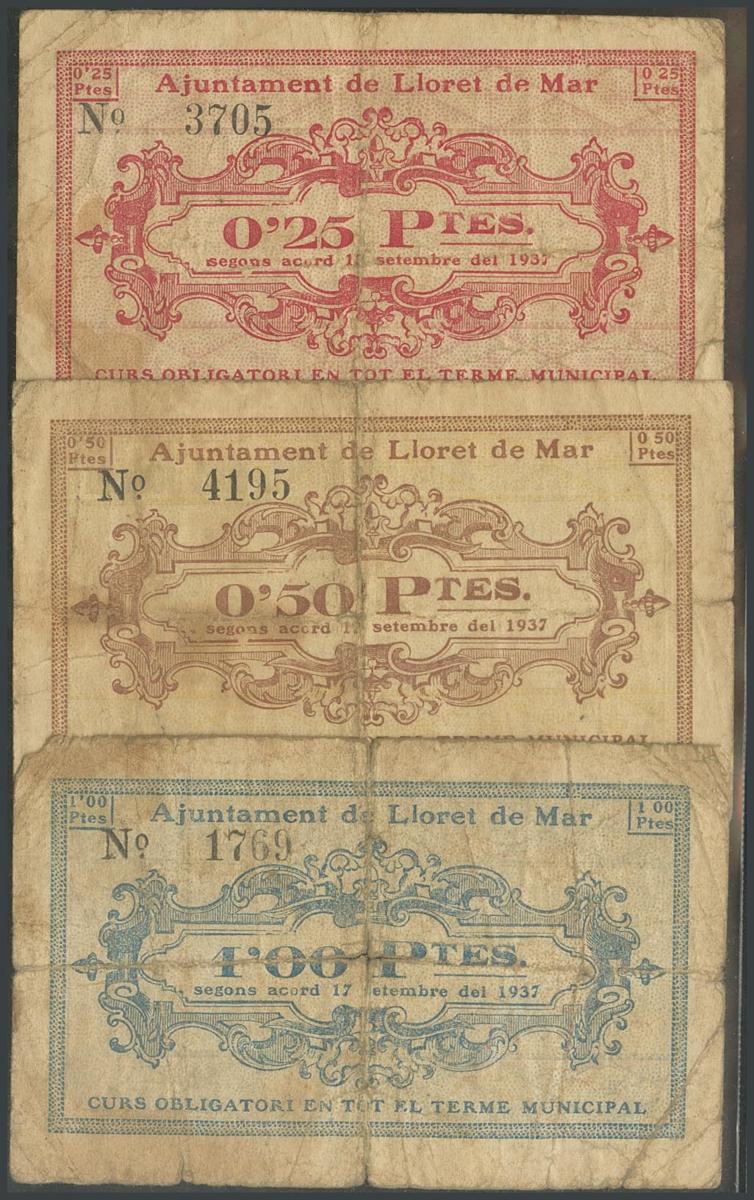 0'25 Ptes
Ajuntament de Lloret de Mar
0 25 Ptes
Nº 3705
0'25 PTES.
segons acord setembre del 1937
CURS OBLIGATORI EN TOT EL TERME MUNICIPAL
0'50 Ptes
Ajuntament de Lloret de Mar
0 50 Ptes
Nº 4195
0'50 PTES.
segons acord setembre del 1937
EL TERME MUNICIPAL
1'00 Ptes
Ajuntament de Lloret de Mar
1 00 Ptes
Nº 1769
1'00 PTES.
segons acord 17 setembre del 1937
CURS OBLIGATORI EN TOT EL TERME MUNICIPAL